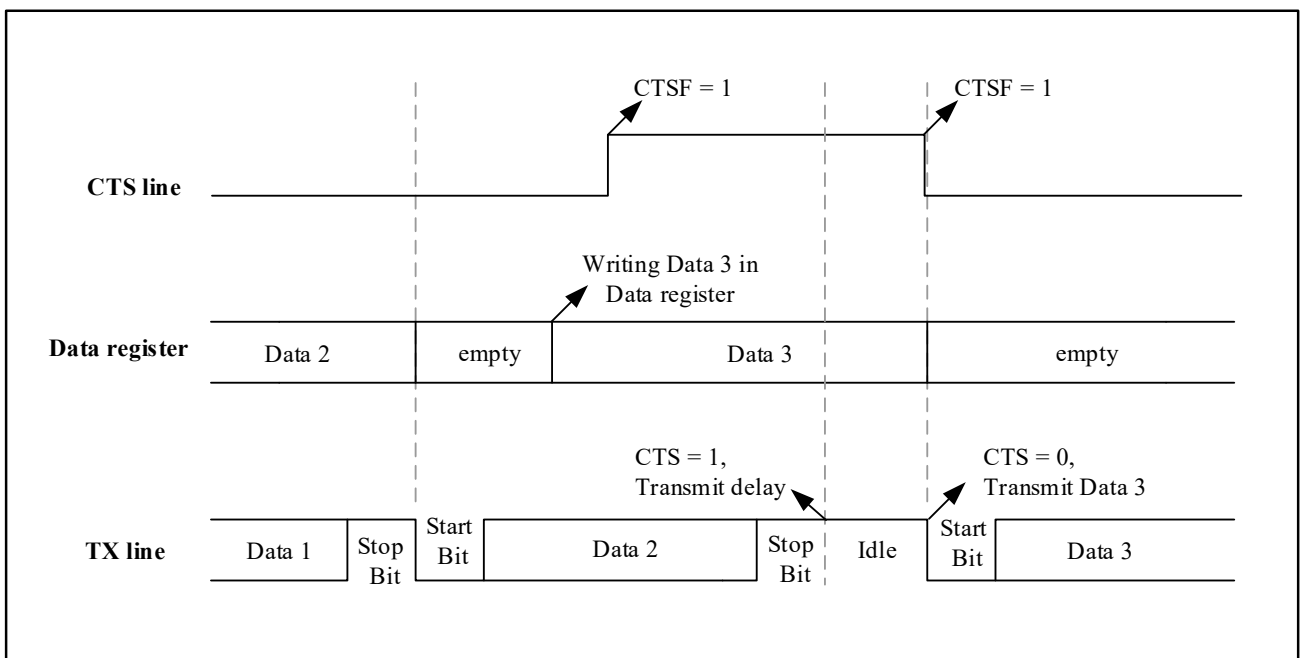 CTSF = 1
CTSF = 1
CTS line
Writing Data 3 in
Data register
Data register
Data 2
empty
Data 3
empty
CTS = 1,
Transmit delay
CTS = 0,
Transmit Data 3
TX line
Data 1
Stop
Bit
Start
Bit
Data 2
Stop
Bit
Idle
Start
Bit
Data 3